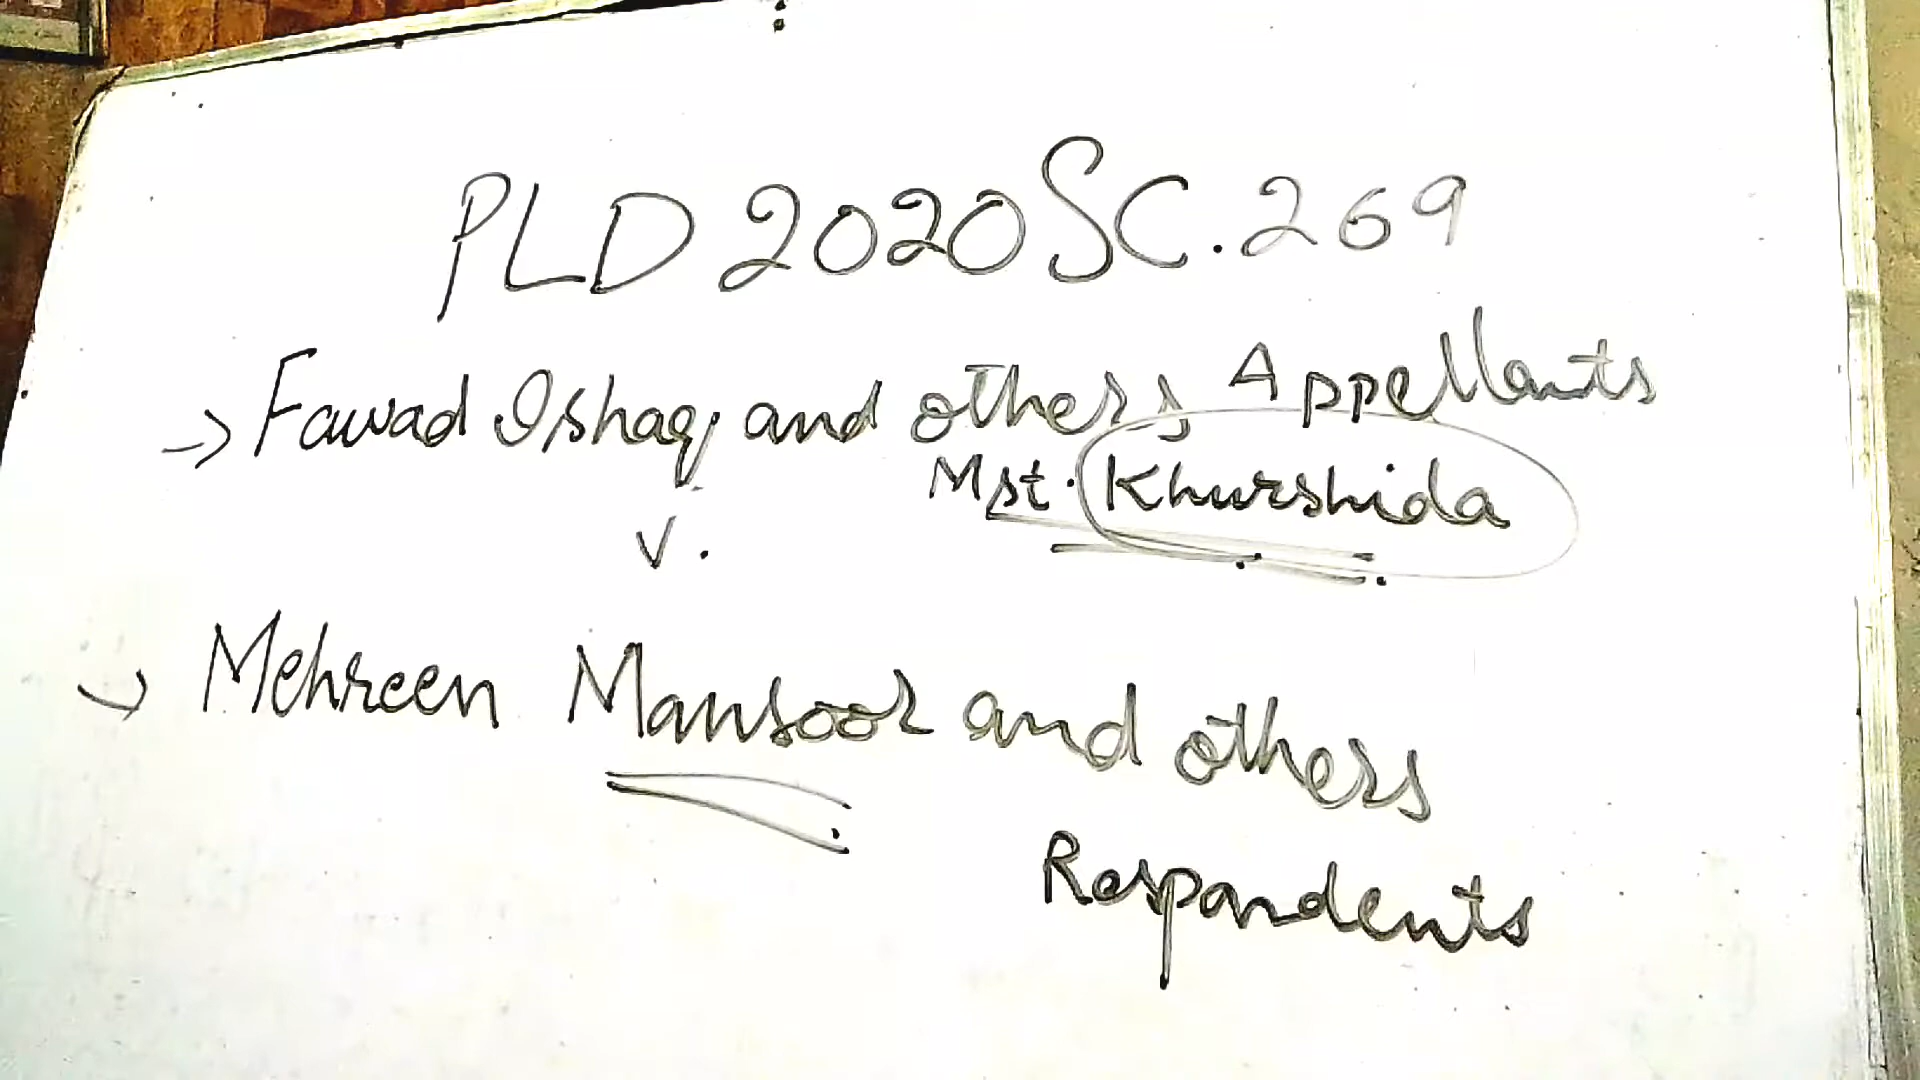 PLD 2020 SC. 269
→ Fawad Ishaq, and others Appellants
Mst. Khurshida
V.
→ Mehreen Mansoor and others
Respondents